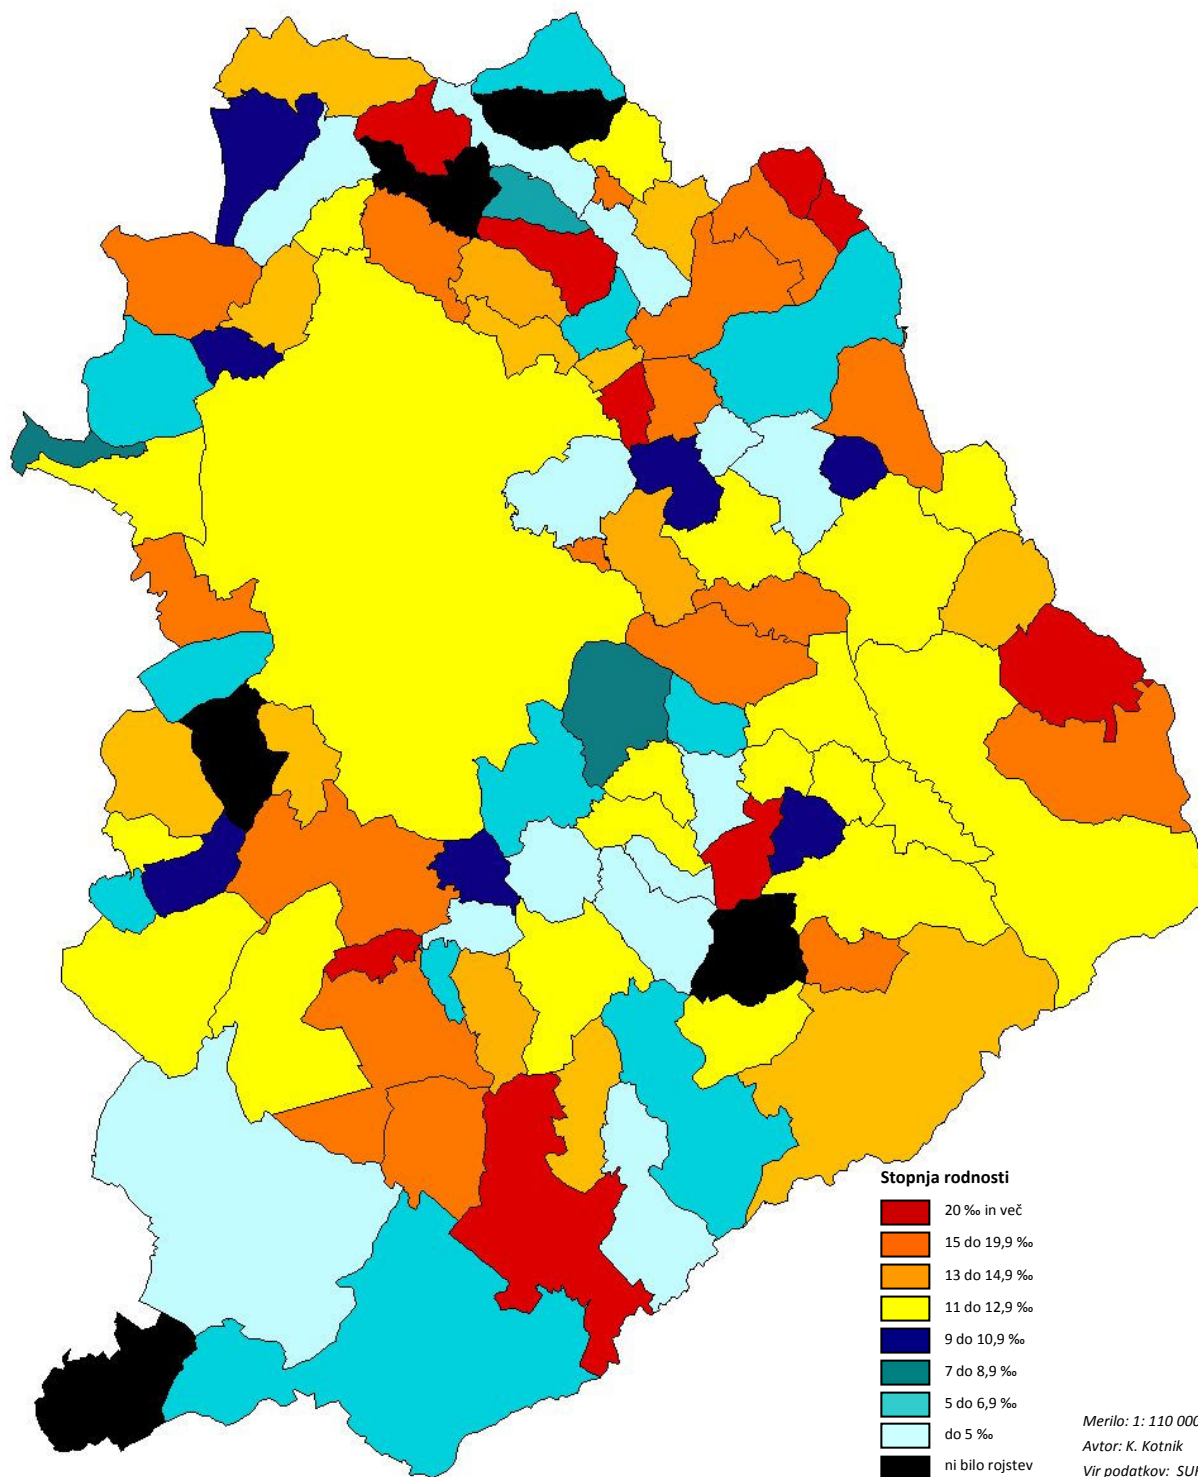 Stopnja rodnosti
20 ‰ in več
15 do 19,9 ‰
13 do 14,9 ‰
11 do 12,9 ‰
9 do 10,9 ‰
7 do 8,9 ‰
5 do 6,9 ‰
do 5 ‰
ni bilo rojstev
Merilo: 1: 110 000
Avtor: K. Kotnik
Vir podatkov: